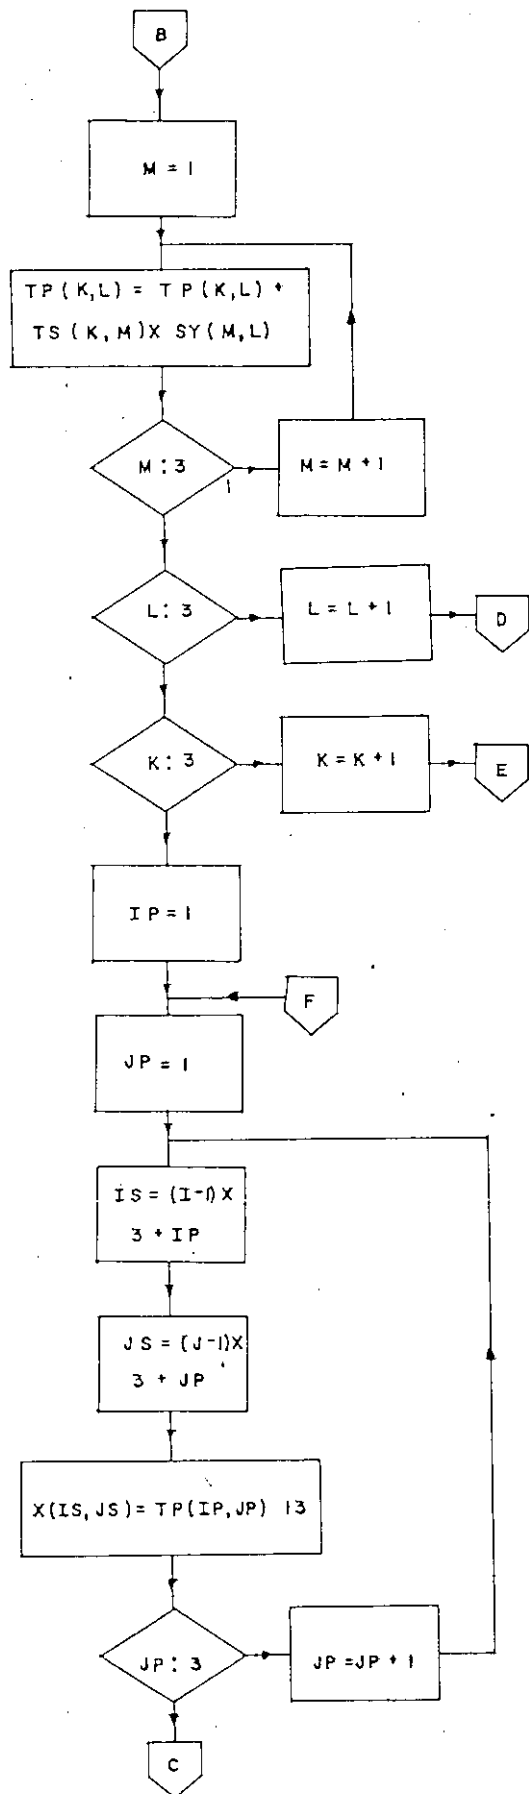 B
M = 1
TP(K,L) = TP(K,L) +
TS(K,M)X SY(M,L)
M : 3
1
M = M + 1
L : 3
L = L + 1
D
K : 3
K = K + 1
E
IP = 1
F
JP = 1
IS = (I-1)X
3 + IP
JS = (J-1)X
3 + JP
X(IS,JS) = TP(IP,JP) 13
JP : 3
JP = JP + 1
C